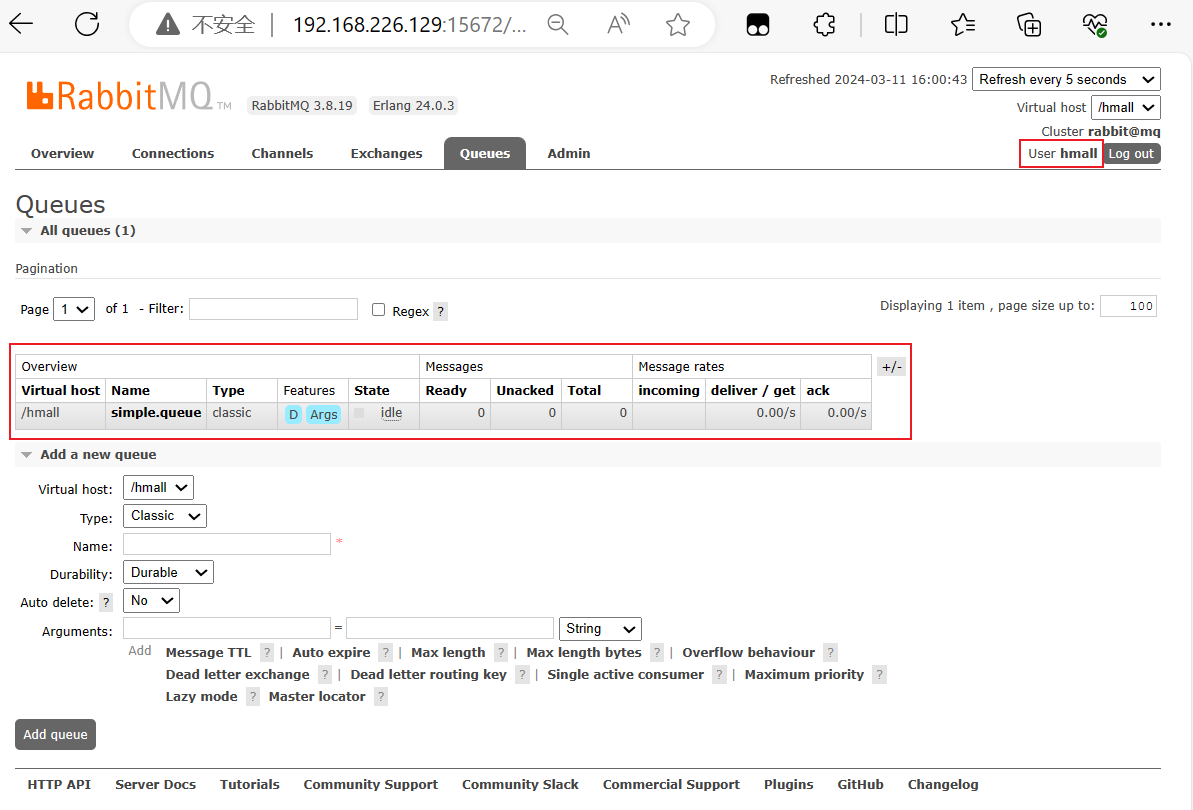 不安全 192.168.226.129:15672/...
Refreshed 2024-03-11 16:00:43 Refresh every 5 seconds
RabbitMQ TM RabbitMQ 3.8.19 Erlang 24.0.3
Virtual host /hmall
Cluster rabbit@mq
Overview Connections Channels Exchanges Queues Admin
User hmall Log out
Queues
All queues (1)
Pagination
Page 1 of 1 - Filter: Regex ? Displaying 1 item , page size up to: 100
Overview Messages Message rates +/-
Virtual host Name Type Features State Ready Unacked Total incoming deliver / get ack
/hmall simple.queue classic D Args idle 0 0 0 0.00/s 0.00/s
Add a new queue
Virtual host: /hmall
Type: Classic
Name: *
Durability: Durable
Auto delete: ? No
Arguments: = String
Add Message TTL ? | Auto expire ? | Max length ? | Max length bytes ? | Overflow behaviour ?
Dead letter exchange ? | Dead letter routing key ? | Single active consumer ? | Maximum priority ?
Lazy mode ? Master locator ?
Add queue
HTTP API Server Docs Tutorials Community Support Community Slack Commercial Support Plugins GitHub Changelog